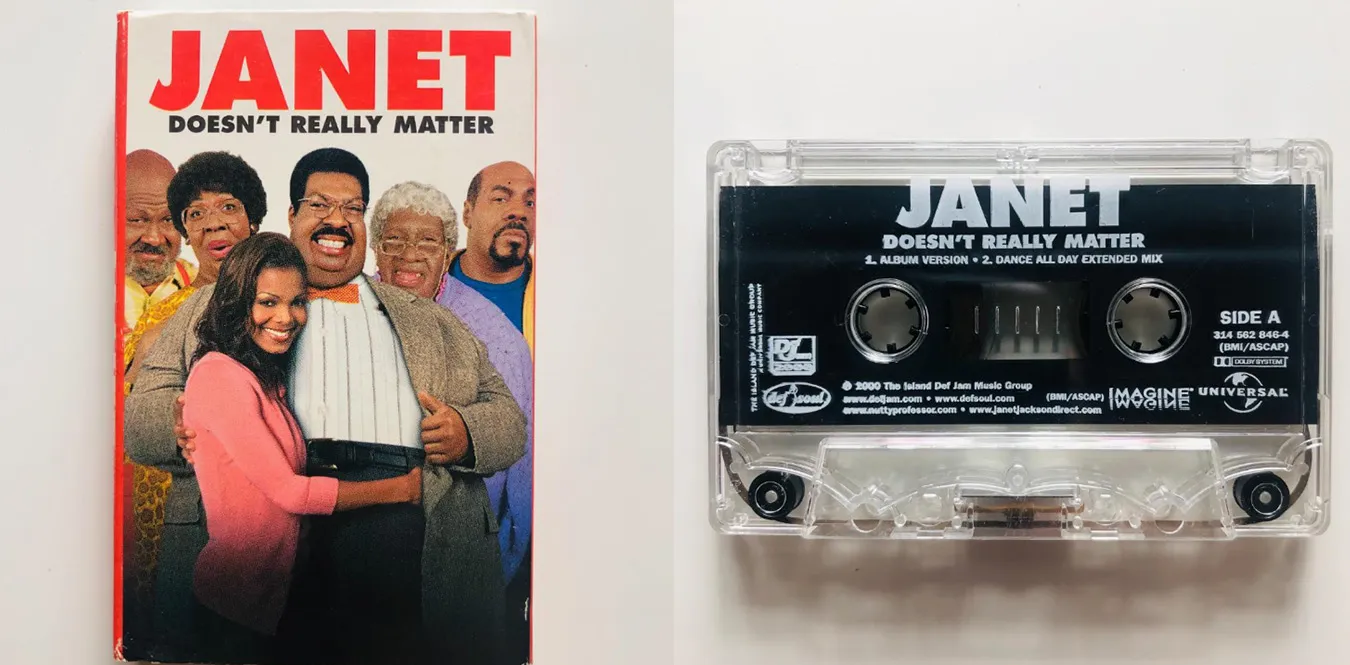 JANET
DOESN'T REALLY MATTER
JANET
DOESN'T REALLY MATTER
1. ALBUM VERSION • 2. DANCE ALL DAY EXTENDED MIX
THE ISLAND DEF JAM MUSIC GROUP
SIDE A
314 562 846-4
(BMI/ASCAP)
DOLBY SYSTEM
def soul
℗ 2000 The Island Def Jam Music Group
www.defjam.com • www.defsoul.com
www.nuttyprofessor.com • www.janetjacksondirect.com
(BMI/ASCAP)
IMAGINE
UNIVERSAL